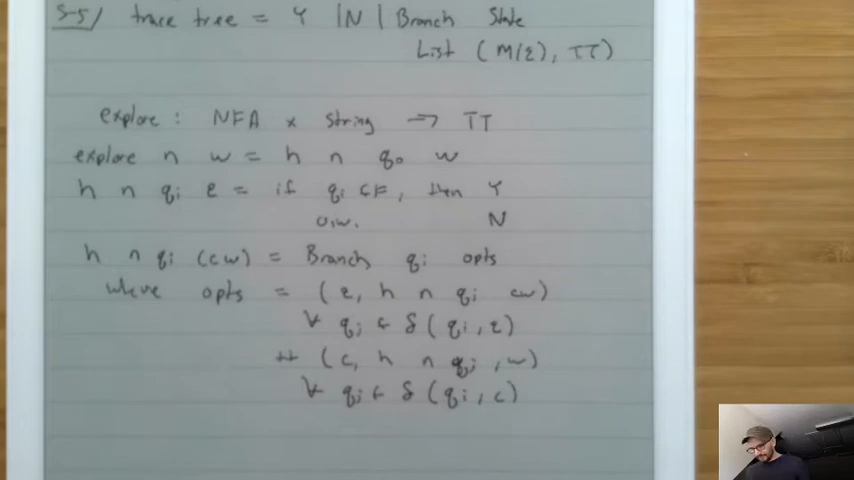 5-5/ trace tree = Y | N | Branch State
List (M/ε), TT)
explore : NFA x String → TT
explore n w = h n q₀ w
h n qi ε = if qi ∈ F, then Y
o.w. N
h n qi (cw) = Branch qi opts
where opts = (ε, h n qj cw)
∀ qj ∈ δ(qi, ε)
++ (c, h n qj, w)
∀ qj ∈ δ(qi, c)